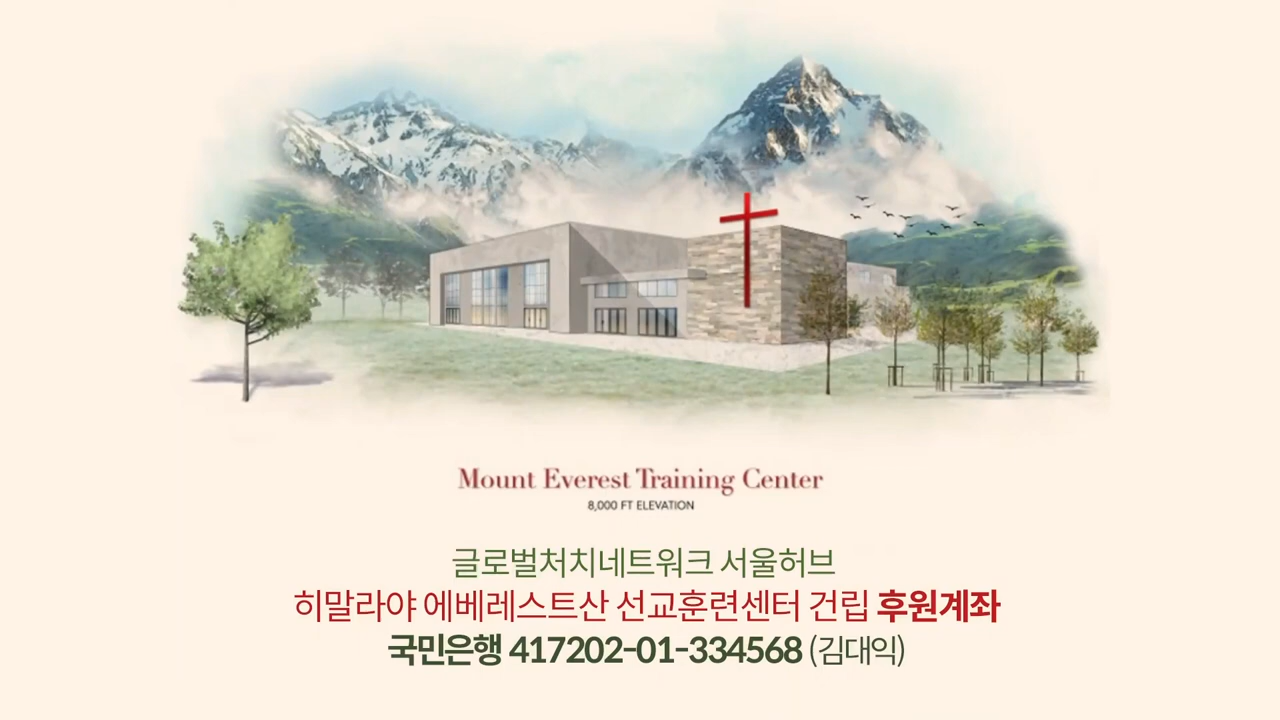 Mount Everest Training Center
8,000 FT ELEVATION
글로벌처치네트워크 서울허브
히말라야 에베레스트산 선교훈련센터 건립 후원계좌
국민은행 417202-01-334568 (김대익)